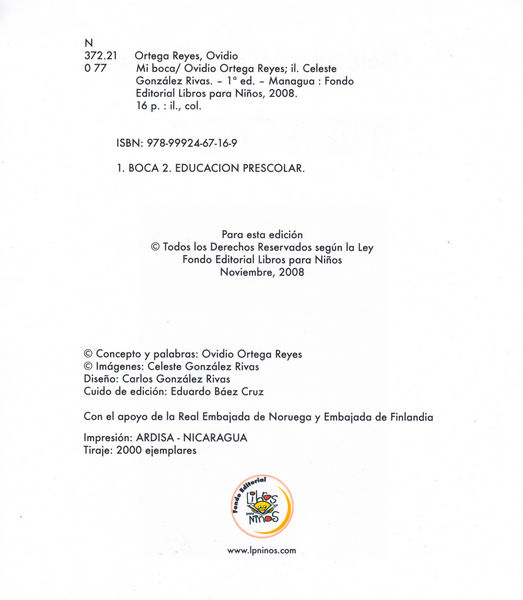 N
372.21 Ortega Reyes, Ovidio
0 77 Mi boca/ Ovidio Ortega Reyes; il. Celeste
González Rivas. – 1ª ed. – Managua : Fondo
Editorial Libros para Niños, 2008.
16 p. : il., col.
ISBN: 978-99924-67-16-9
1. BOCA 2. EDUCACION PRESCOLAR.
Para esta edición
© Todos los Derechos Reservados según la Ley
Fondo Editorial Libros para Niños
Noviembre, 2008
© Concepto y palabras: Ovidio Ortega Reyes
© Imágenes: Celeste González Rivas
Diseño: Carlos González Rivas
Cuido de edición: Eduardo Báez Cruz
Con el apoyo de la Real Embajada de Noruega y Embajada de Finlandia
Impresión: ARDISA - NICARAGUA
Tiraje: 2000 ejemplares
Fondo Editorial
Libros
Niños
www.lpninos.com